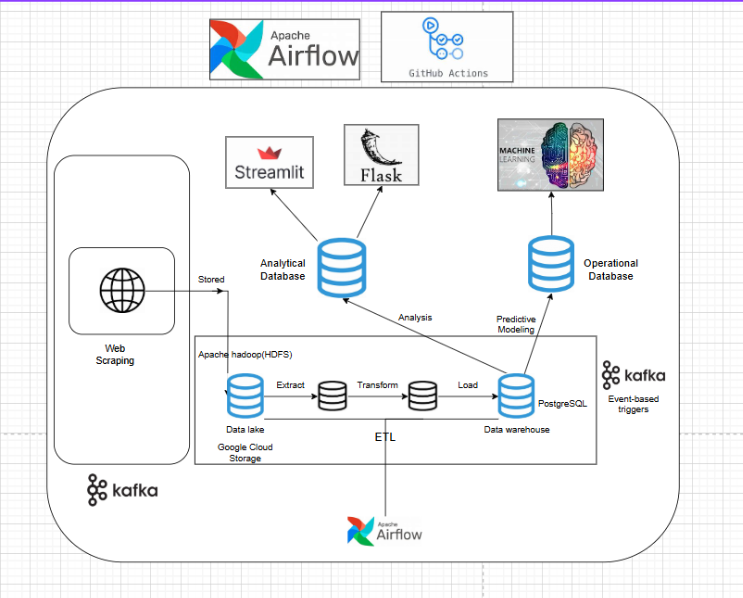 Apache
Airflow
GitHub Actions
Streamlit
Flask
MACHINE
LEARNING
Analytical
Database
Operational
Database
Stored
Web
Scraping
Analysis
Predictive
Modeling
Apache hadoop(HDFS)
Extract
Transform
Load
PostgreSQL
Data lake
Data warehouse
Google Cloud
Storage
ETL
kafka
Event-based
triggers
kafka
Apache
Airflow